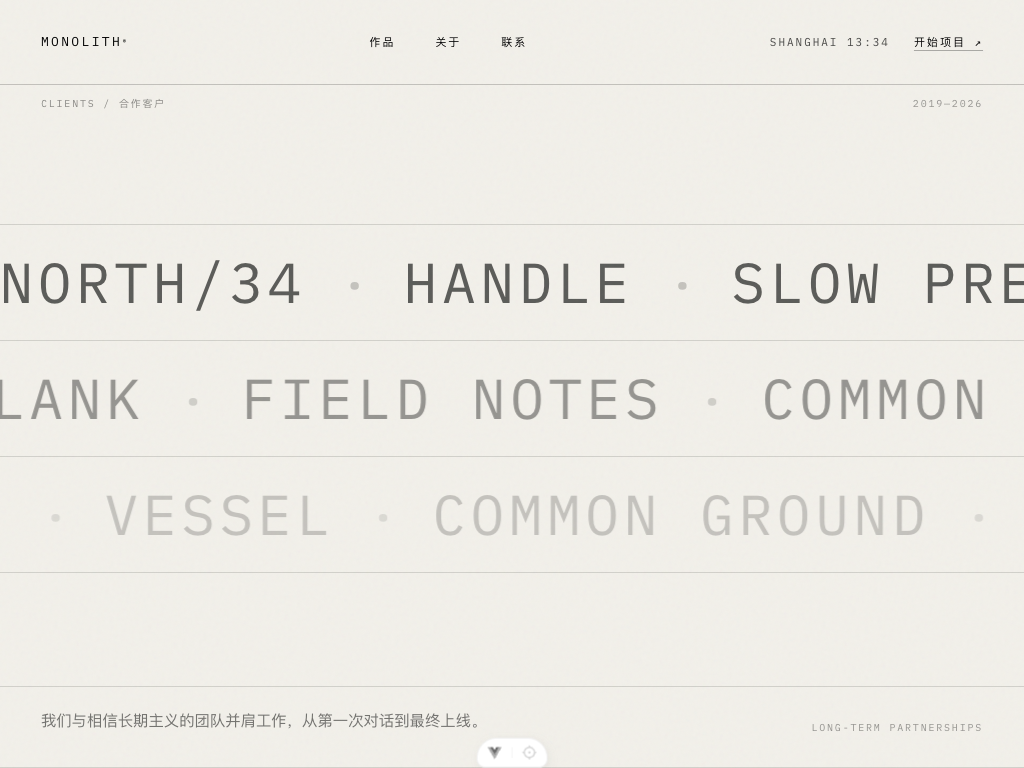 MONOLITH
作品 关于 联系
SHANGHAI 13:34 开始项目 ↗
CLIENTS / 合作客户
2019—2026
NORTH/34 • HANDLE • SLOW PRE
LANK • FIELD NOTES • COMMON
• VESSEL • COMMON GROUND •
我们与相信长期主义的团队并肩工作，从第一次对话到最终上线。
LONG-TERM PARTNERSHIPS